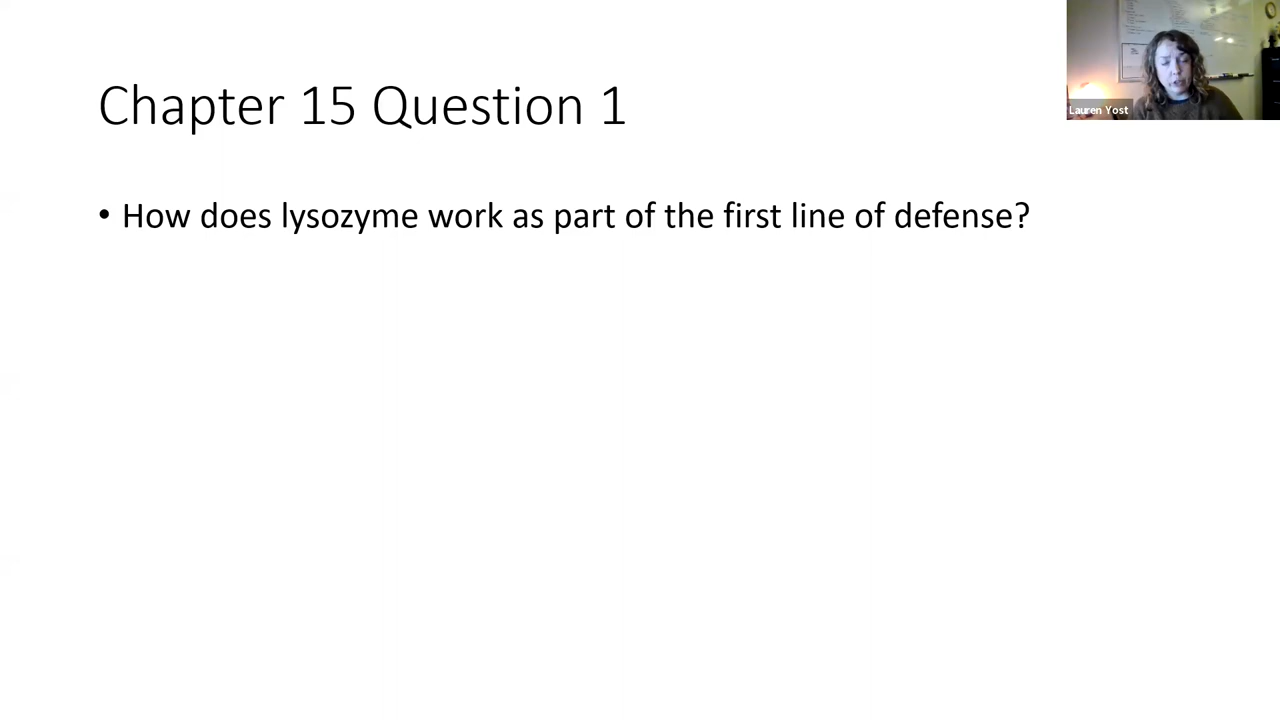 Chapter 15 Question 1
Lauren Yost
• How does lysozyme work as part of the first line of defense?